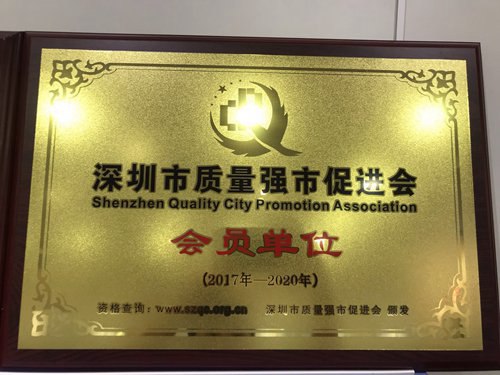 深圳市质量强市促进会
Shenzhen Quality City Promotion Association
会员单位
(2017年—2020年)
资格查询：www.szqc.org.cn 深圳市质量强市促进会 颁发